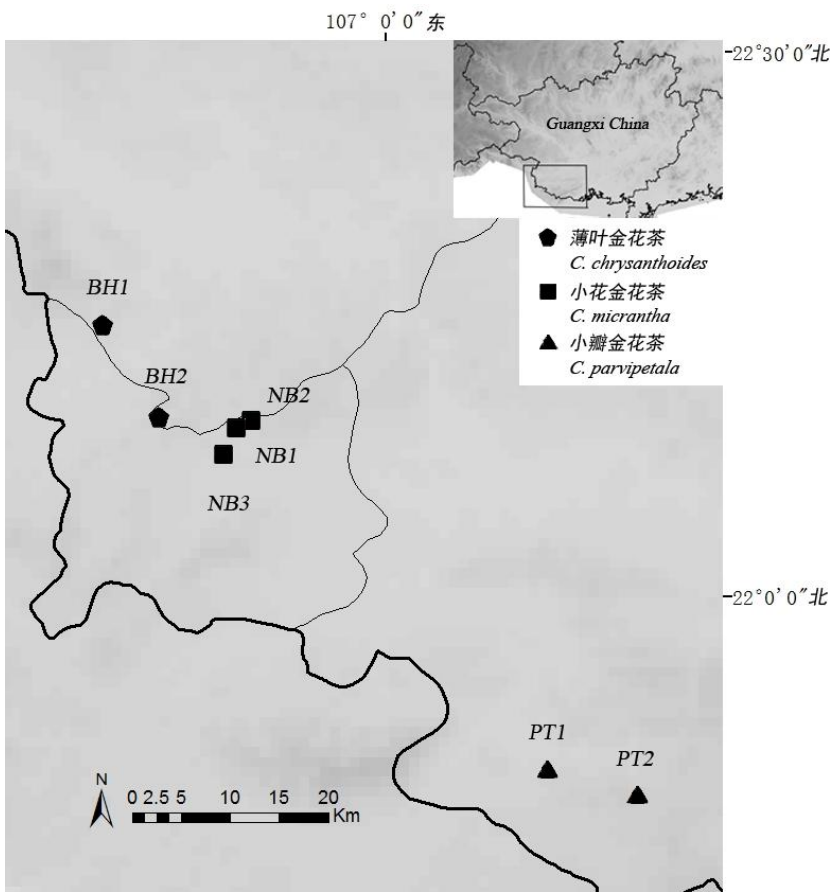 107° 0′0″东
22°30′0″北
Guangxi China
薄叶金花茶
C. chrysanthoides
小花金花茶
C. micrantha
小瓣金花茶
C. parvipetala
BH1
BH2
NB2
NB1
NB3
22°0′0″北
PT1
PT2
N
0 2.5 5 10 15 20
Km